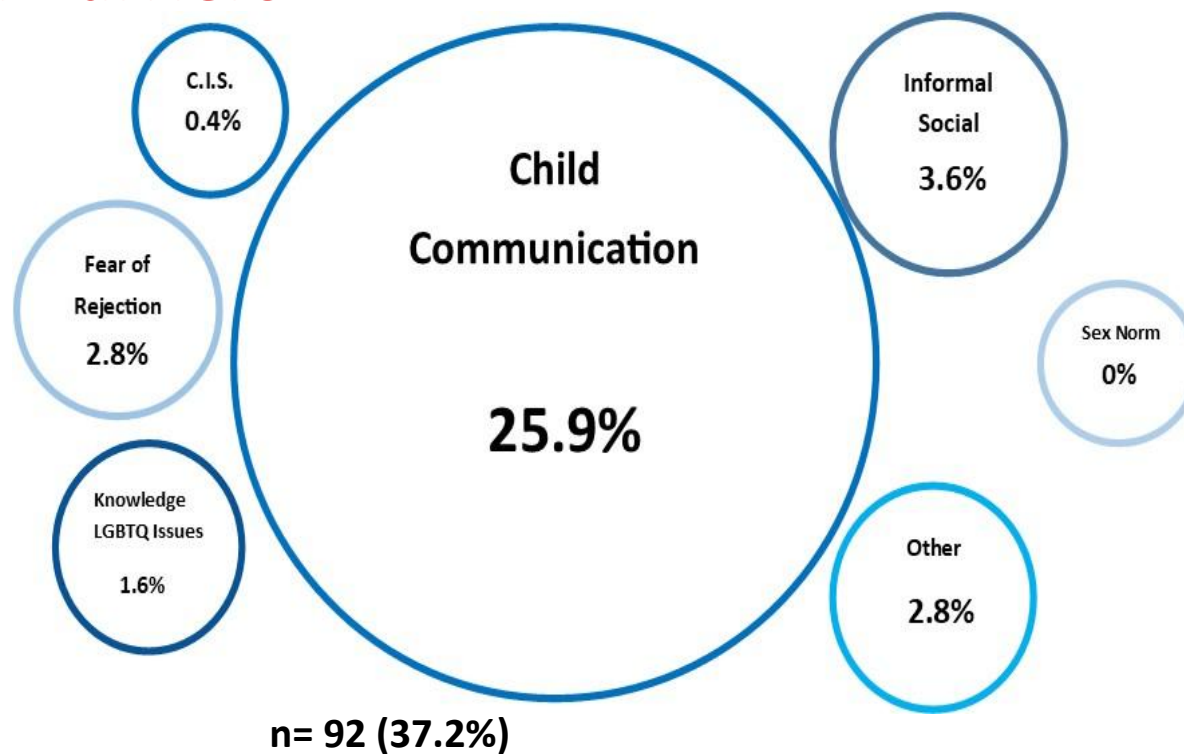 C.I.S.
0.4%
Child
Communication
25.9%
Informal
Social
3.6%
Fear of
Rejection
2.8%
Sex Norm
0%
Knowledge
LGBTQ Issues
1.6%
Other
2.8%
n= 92 (37.2%)